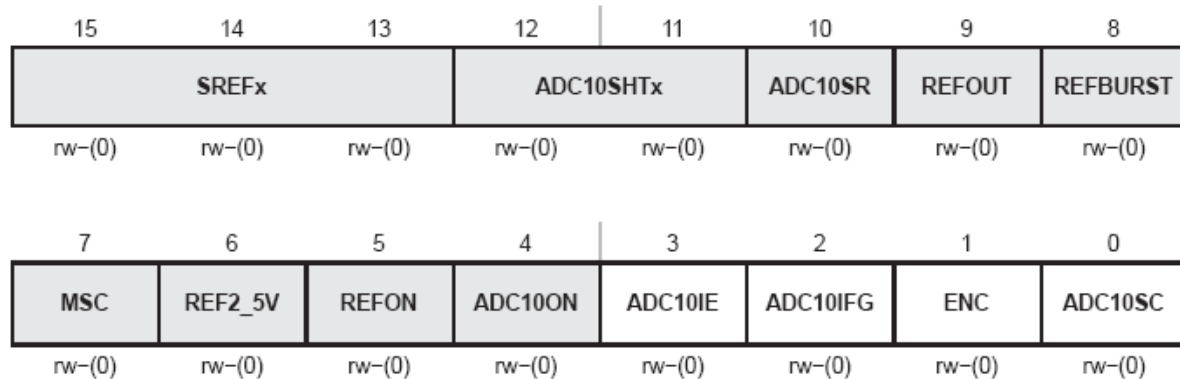 15 14 13 12 11 10 9 8
SREFx ADC10SHTx ADC10SR REFOUT REFBURST
rw−(0) rw−(0) rw−(0) rw−(0) rw−(0) rw−(0) rw−(0) rw−(0)
7 6 5 4 3 2 1 0
MSC REF2_5V REFON ADC10ON ADC10IE ADC10IFG ENC ADC10SC
rw−(0) rw−(0) rw−(0) rw−(0) rw−(0) rw−(0) rw−(0) rw−(0)